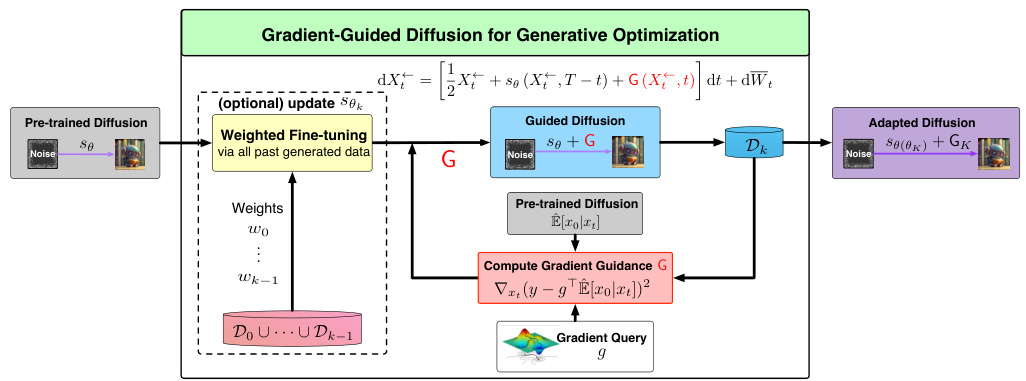 Gradient-Guided Diffusion for Generative Optimization
$\mathrm{d}X_t^{\leftarrow} = \left[\frac{1}{2}X_t^{\leftarrow} + s_\theta\left(X_t^{\leftarrow}, T-t\right) + \mathsf{G}\left(X_t^{\leftarrow}, t\right)\right]\mathrm{d}t + \mathrm{d}\overline{W}_t$
Pre-trained Diffusion
Noise
$s_\theta$
(optional) update $s_{\theta_k}$
Weighted Fine-tuning
via all past generated data
Weights
$w_0$
$\vdots$
$w_{k-1}$
$\mathcal{D}_0 \cup \cdots \cup \mathcal{D}_{k-1}$
G
Guided Diffusion
Noise
$s_\theta + \mathsf{G}$
$\mathcal{D}_k$
Pre-trained Diffusion
$\hat{\mathbb{E}}[x_0|x_t]$
Compute Gradient Guidance G
$\nabla_{x_t}(y - g^\top \hat{\mathbb{E}}[x_0|x_t])^2$
Gradient Query
$g$
Adapted Diffusion
Noise
$s_{\theta(\theta_K)} + \mathsf{G}_K$